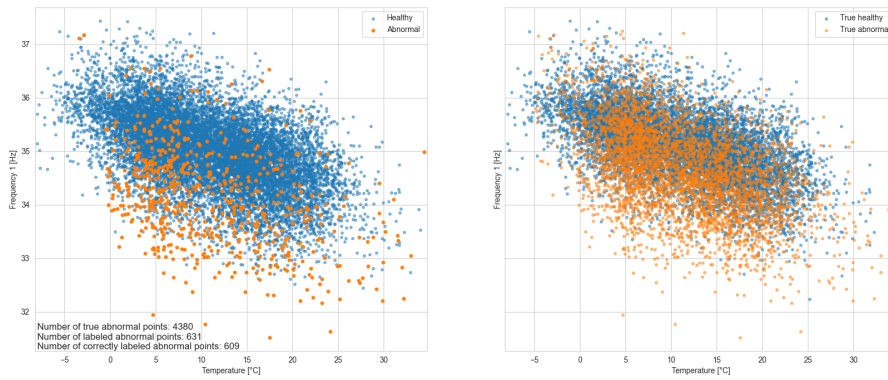 Healthy
Abnormal
37
36
35
34
33
32
Frequency 1 [Hz]
Number of true abnormal points: 4380
Number of labeled abnormal points: 631
Number of correctly labeled abnormal points: 609
−5 0 5 10 15 20 25 30
Temperature [°C]
True healthy
True abnormal
Frequency 1 [Hz]
−5 0 5 10 15 20 25 30
Temperature [°C]